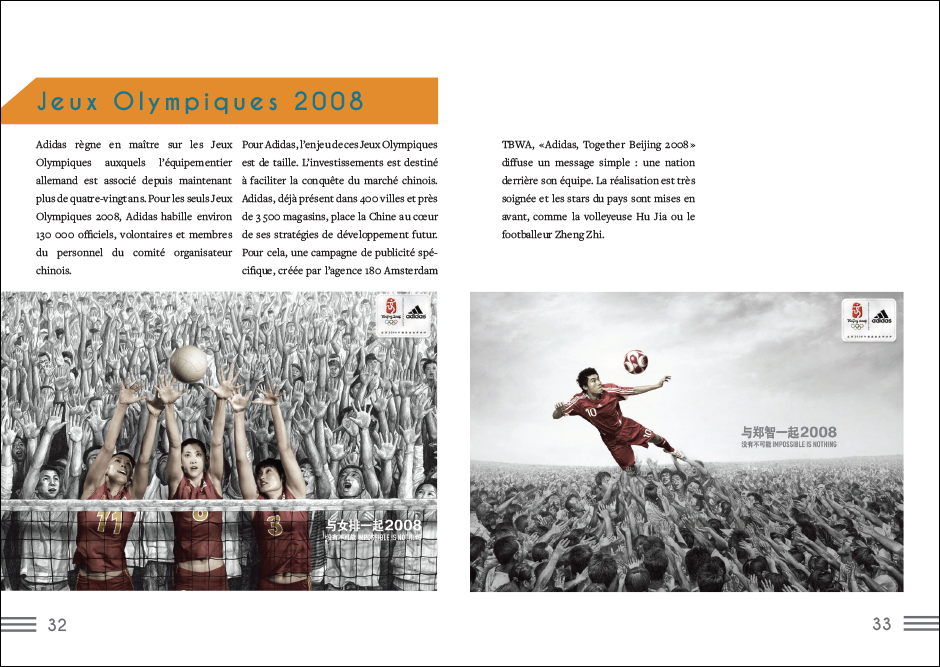 Jeux Olympiques 2008
Adidas règne en maître sur les Jeux
Olympiques auxquels l'équipementier
allemand est associé depuis maintenant
plus de quatre-vingt ans. Pour les seuls Jeux
Olympiques 2008, Adidas habille environ
130 000 officiels, volontaires et membres
du personnel du comité organisateur
chinois.
Pour Adidas, l'enjeu de ces Jeux Olympiques
est de taille. L'investissements est destiné
à faciliter la conquête du marché chinois.
Adidas, déjà présent dans 400 villes et près
de 3 500 magasins, place la Chine au cœur
de ses stratégies de développement futur.
Pour cela, une campagne de publicité spé-
cifique, créée par l'agence 180 Amsterdam
TBWA, «Adidas, Together Beijing 2008»
diffuse un message simple : une nation
derrière son équipe. La réalisation est très
soignée et les stars du pays sont mises en
avant, comme la volleyeuse Hu Jia ou le
footballeur Zheng Zhi.
Beijing 2008
adidas
11
8
3
与女排一起2008
没有不可能 IMPOSSIBLE IS NOTHING
Beijing 2008
adidas
10
与郑智一起2008
没有不可能 IMPOSSIBLE IS NOTHING
32
33